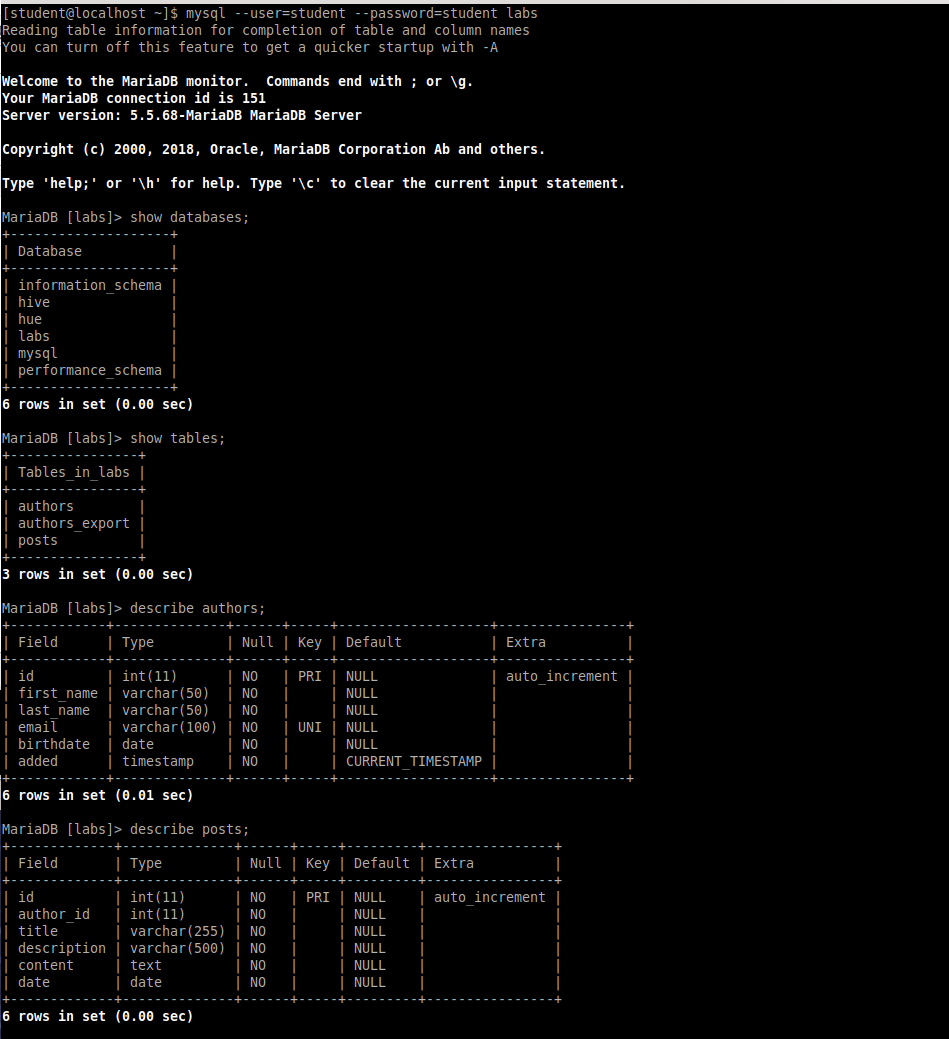 [student@localhost ~]$ mysql --user=student --password=student labs
Reading table information for completion of table and column names
You can turn off this feature to get a quicker startup with -A

Welcome to the MariaDB monitor.  Commands end with ; or \g.
Your MariaDB connection id is 151
Server version: 5.5.68-MariaDB MariaDB Server

Copyright (c) 2000, 2018, Oracle, MariaDB Corporation Ab and others.

Type 'help;' or '\h' for help. Type '\c' to clear the current input statement.

MariaDB [labs]> show databases;
+--------------------+
| Database           |
+--------------------+
| information_schema |
| hive               |
| hue                |
| labs               |
| mysql              |
| performance_schema |
+--------------------+
6 rows in set (0.00 sec)

MariaDB [labs]> show tables;
+----------------+
| Tables_in_labs |
+----------------+
| authors        |
| authors_export |
| posts          |
+----------------+
3 rows in set (0.00 sec)

MariaDB [labs]> describe authors;
+------------+--------------+------+-----+-------------------+----------------+
| Field      | Type         | Null | Key | Default           | Extra          |
+------------+--------------+------+-----+-------------------+----------------+
| id         | int(11)      | NO   | PRI | NULL              | auto_increment |
| first_name | varchar(50)  | NO   |     | NULL              |                |
| last_name  | varchar(50)  | NO   |     | NULL              |                |
| email      | varchar(100) | NO   | UNI | NULL              |                |
| birthdate  | date         | NO   |     | NULL              |                |
| added      | timestamp    | NO   |     | CURRENT_TIMESTAMP |                |
+------------+--------------+------+-----+-------------------+----------------+
6 rows in set (0.01 sec)

MariaDB [labs]> describe posts;
+-------------+--------------+------+-----+---------+----------------+
| Field       | Type         | Null | Key | Default | Extra          |
+-------------+--------------+------+-----+---------+----------------+
| id          | int(11)      | NO   | PRI | NULL    | auto_increment |
| author_id   | int(11)      | NO   |     | NULL    |                |
| title       | varchar(255) | NO   |     | NULL    |                |
| description | varchar(500) | NO   |     | NULL    |                |
| content     | text         | NO   |     | NULL    |                |
| date        | date         | NO   |     | NULL    |                |
+-------------+--------------+------+-----+---------+----------------+
6 rows in set (0.00 sec)